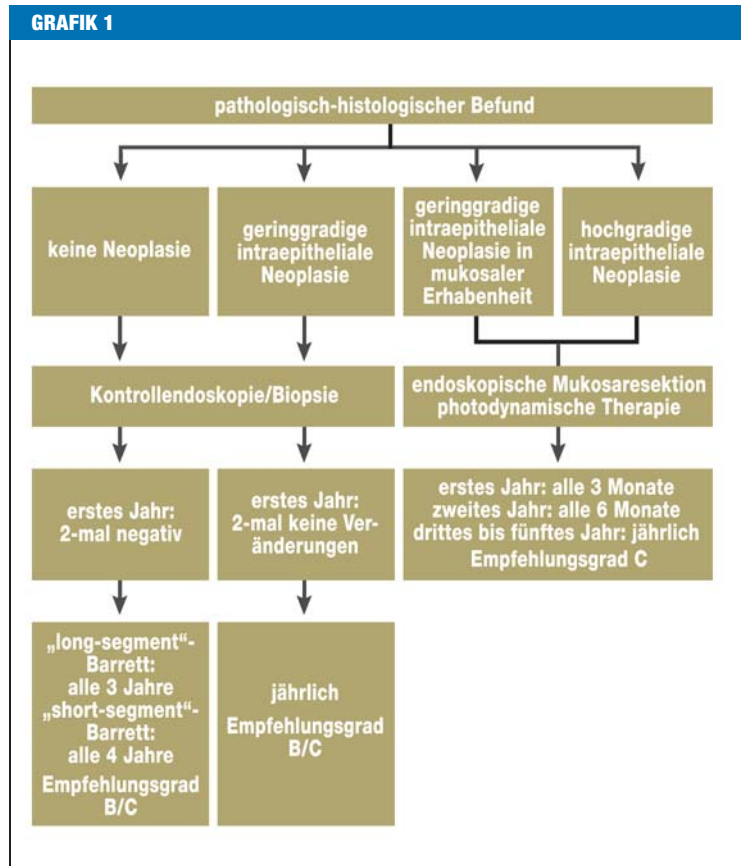 GRAFIK 1
pathologisch-histologischer Befund
keine Neoplasie
geringgradige
intraepitheliale
Neoplasie
geringgradige
intraepitheliale
Neoplasie in
mukosaler
Erhabenheit
hochgradige
intraepitheliale
Neoplasie
Kontrollendoskopie/Biopsie
endoskopische Mukosaresektion
photodynamische Therapie
erstes Jahr:
2-mal negativ
erstes Jahr:
2-mal keine Ver-
änderungen
erstes Jahr: alle 3 Monate
zweites Jahr: alle 6 Monate
drittes bis fünftes Jahr: jährlich
Empfehlungsgrad C
„long-segment“-
Barrett:
alle 3 Jahre
„short-segment“-
Barrett:
alle 4 Jahre
Empfehlungsgrad
B/C
jährlich
Empfehlungsgrad
B/C